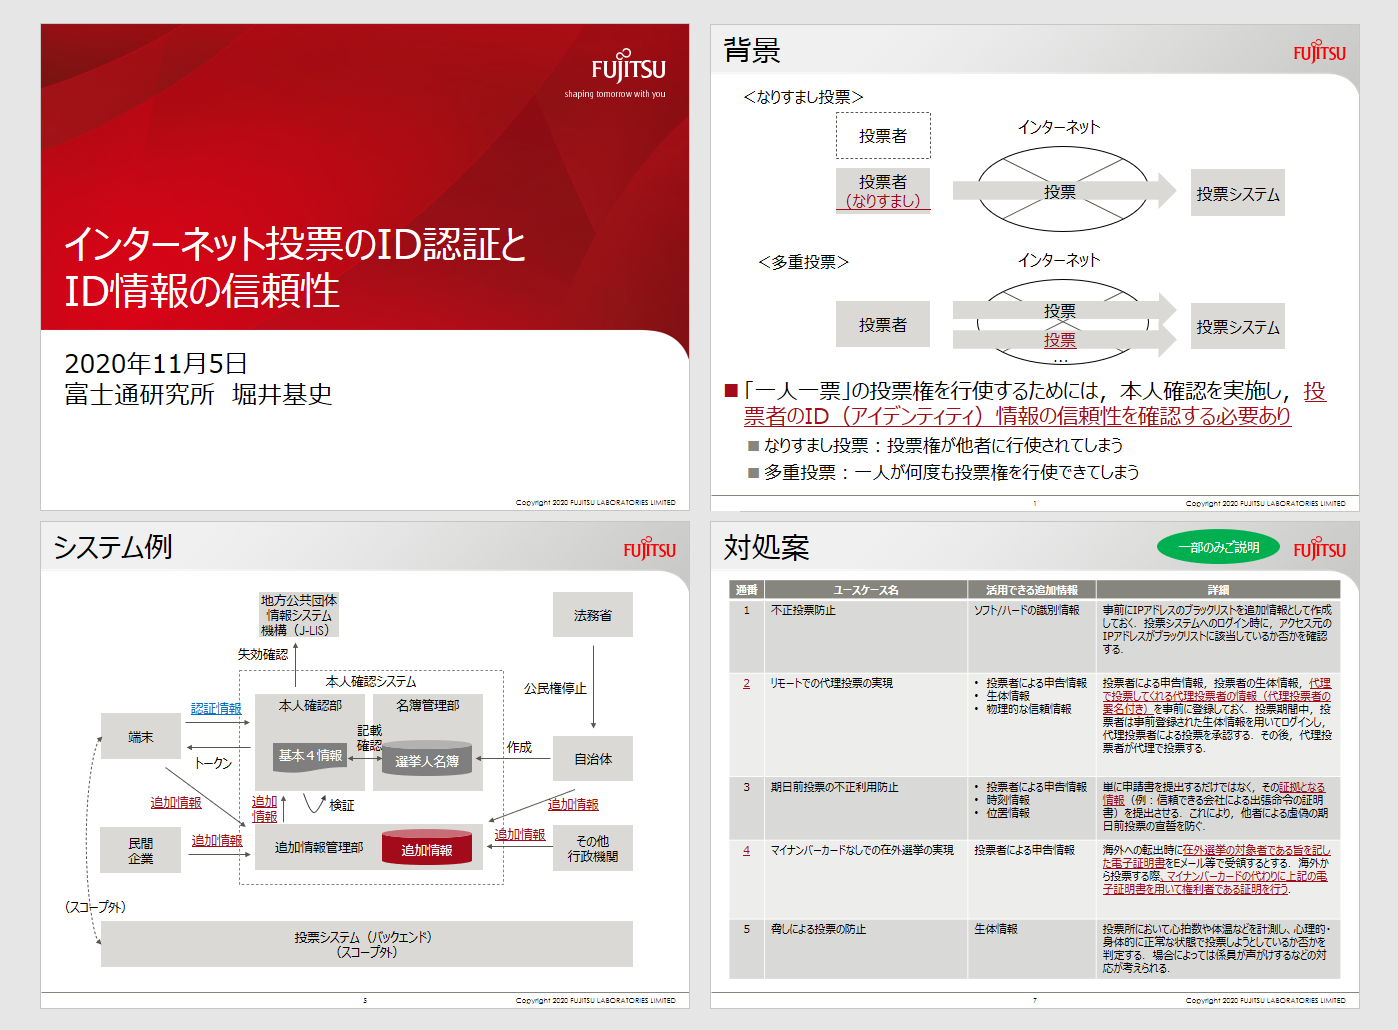 FUJITSU
shaping tomorrow with you
インターネット投票のID認証と
ID情報の信頼性
2020年11月5日
富士通研究所　堀井基史
Copyright 2020 FUJITSU LABORATORIES LIMITED
背景
FUJITSU
＜なりすまし投票＞
投票者
インターネット
投票者
（なりすまし）
投票
投票システム
＜多重投票＞
インターネット
投票者
投票
投票
…
投票システム
■「一人一票」の投票権を行使するためには，本人確認を実施し，投
票者のID（アイデンティティ）情報の信頼性を確認する必要あり
■なりすまし投票：投票権が他者に行使されてしまう
■多重投票：一人が何度も投票権を行使できてしまう
1
Copyright 2020 FUJITSU LABORATORIES LIMITED
システム例
FUJITSU
地方公共団体
情報システム
機構（J-LIS）
法務省
失効確認
本人確認システム
公民権停止
認証情報
本人確認部
名簿管理部
端末
記載
確認
基本４情報
選挙人名簿
作成
自治体
トークン
追加情報
追加
情報
検証
追加情報
民間
企業
追加情報
追加情報管理部
追加情報
追加情報
その他
行政機関
（スコープ外）
投票システム（バックエンド）
（スコープ外）
5
Copyright 2020 FUJITSU LABORATORIES LIMITED
対処案
一部のみご説明
FUJITSU
通番 ユースケース名 活用できる追加情報 詳細
1 不正投票防止 ソフト/ハードの識別情報 事前にIPアドレスのブラックリストを追加情報として作成
しておく．投票システムへのログイン時に，アクセス元の
IPアドレスがブラックリストに該当しているか否かを確認
する．
2 リモートでの代理投票の実現 • 投票者による申告情報 投票者による申告情報，投票者の生体情報，代理
• 生体情報 で投票してくれる代理投票者の情報（代理投票者の
• 物理的な信頼情報 署名付き）を事前に登録しておく．投票期間中，投
票者は事前登録された生体情報を用いてログインし，
代理投票者による投票を承認する．その後，代理投
票者が代理で投票する．
3 期日前投票の不正利用防止 • 投票者による申告情報 単に申請書を提出するだけではなく，その証拠となる
• 時刻情報 情報（例：信頼できる会社による出張命令の証明
• 位置情報 書）を提出させる．これにより，他者による虚偽の期
日前投票の宣誓を防ぐ．
4 マイナンバーカードなしでの在外選挙の実現 投票者による申告情報 海外への転出時に在外選挙の対象者である旨を記し
た電子証明書をEメール等で受領するとする．海外か
ら投票する際，マイナンバーカードの代わりに上記の電
子証明書を用いて権利者である証明を行う．
5 脅しによる投票の防止 生体情報 投票所において心拍数や体温などを計測し，心理的・
身体的に正常な状態で投票しようとしているか否かを
判定する．場合によっては係員が声がけするなどの対
応が考えられる．
7
Copyright 2020 FUJITSU LABORATORIES LIMITED